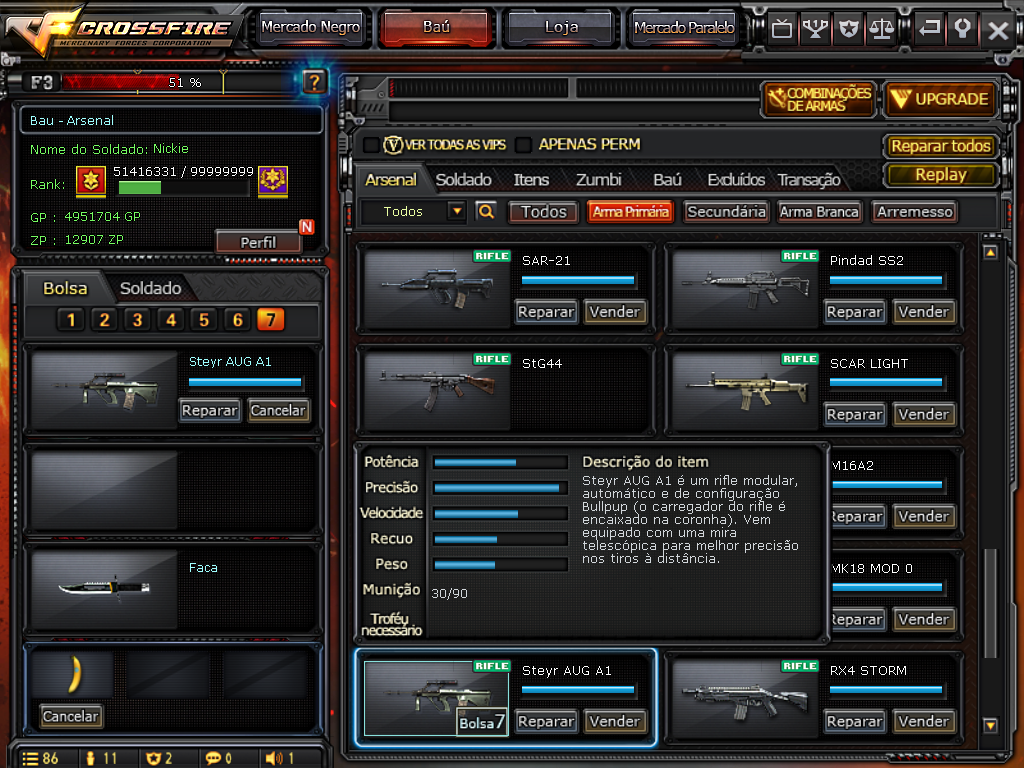 CROSSFIRE
MERCENARY FORCES CORPORATION
Mercado Negro
Baú
Loja
Mercado Paralelo
F3
51 %
?
COMBINAÇÕES
DE ARMAS
UPGRADE
Bau - Arsenal
Nome do Soldado: Nickie
Rank:
51416331 / 99999999
GP : 4951704 GP
ZP : 12907 ZP
N
Perfil
V VER TODAS AS VIPS
APENAS PERM
Reparar todos
Replay
Arsenal
Soldado
Itens
Zumbi
Baú
Excluídos
Transação
Todos
Todos
Arma Primária
Secundária
Arma Branca
Arremesso
Bolsa
Soldado
1 2 3 4 5 6 7
Steyr AUG A1
Reparar
Cancelar
Faca
Cancelar
86
11
2
0
1
RIFLE
SAR-21
Reparar
Vender
RIFLE
Pindad SS2
Reparar
Vender
RIFLE
StG44
RIFLE
SCAR LIGHT
Reparar
Vender
Potência
Precisão
Velocidade
Recuo
Peso
Munição
30/90
Troféu
necessário
Descrição do item
Steyr AUG A1 é um rifle modular,
automático e de configuração
Bullpup (o carregador do rifle é
encaixado na coronha). Vem
equipado com uma mira
telescópica para melhor precisão
nos tiros à distância.
M16A2
Reparar
Vender
MK18 MOD 0
Reparar
Vender
RIFLE
Steyr AUG A1
Bolsa 7
Reparar
Vender
RIFLE
RX4 STORM
Reparar
Vender